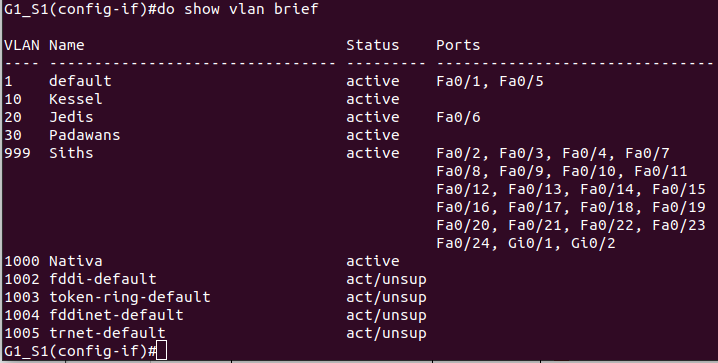 G1_S1(config-if)#do show vlan brief
VLAN Name                             Status    Ports
---- -------------------------------- --------- -------------------------------
1    default                          active    Fa0/1, Fa0/5
10   Kessel                           active
20   Jedis                            active    Fa0/6
30   Padawans                         active
999  Siths                            active    Fa0/2, Fa0/3, Fa0/4, Fa0/7
                                                Fa0/8, Fa0/9, Fa0/10, Fa0/11
                                                Fa0/12, Fa0/13, Fa0/14, Fa0/15
                                                Fa0/16, Fa0/17, Fa0/18, Fa0/19
                                                Fa0/20, Fa0/21, Fa0/22, Fa0/23
                                                Fa0/24, Gi0/1, Gi0/2
1000 Nativa                           active
1002 fddi-default                     act/unsup
1003 token-ring-default               act/unsup
1004 fddinet-default                  act/unsup
1005 trnet-default                    act/unsup
G1_S1(config-if)#